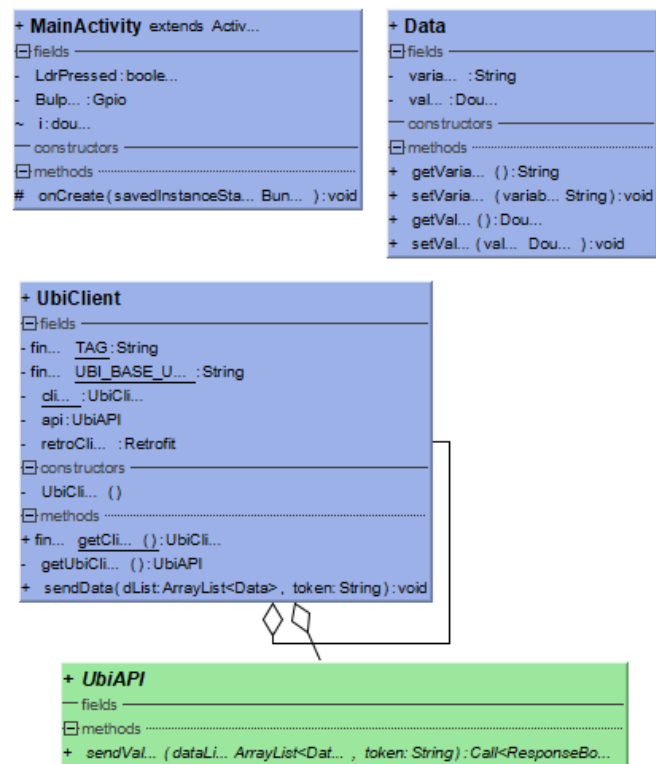 + MainActivity extends Activ...
fields
- LdrPressed:boole...
- Bulp... :Gpio
~ i:dou...
constructors
methods
# onCreate(savedInstanceSta... Bun... ):void
+ Data
fields
- varia... :String
- val... :Dou...
constructors
methods
+ getVaria... ():String
+ setVaria... (variab... String):void
+ getVal... ():Dou...
+ setVal... (val... Dou... ):void
+ UbiClient
fields
- fin... TAG:String
- fin... UBI_BASE_U... :String
- cli... :UbiCli...
- api:UbiAPI
- retroCli... :Retrofit
constructors
- UbiCli... ()
methods
+ fin... getCli... ():UbiCli...
- getUbiCli... ():UbiAPI
+ sendData(dList:ArrayList<Data>, token:String):void
+ UbiAPI
fields
methods
+ sendVal... (dataLi... ArrayList<Dat... , token:String):Call<ResponseBo...